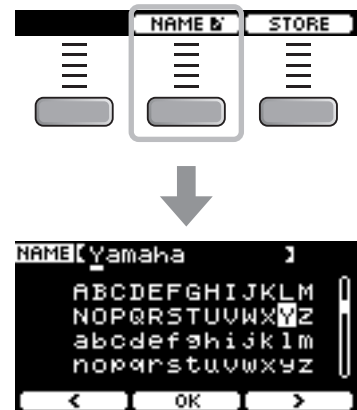 NAME STORE
NAME [Yamaha ]
ABCDEFGHIJKLM
NOPQRSTUVWXYZ
abcdefghijklm
nopqrstuvwxyz
< OK >